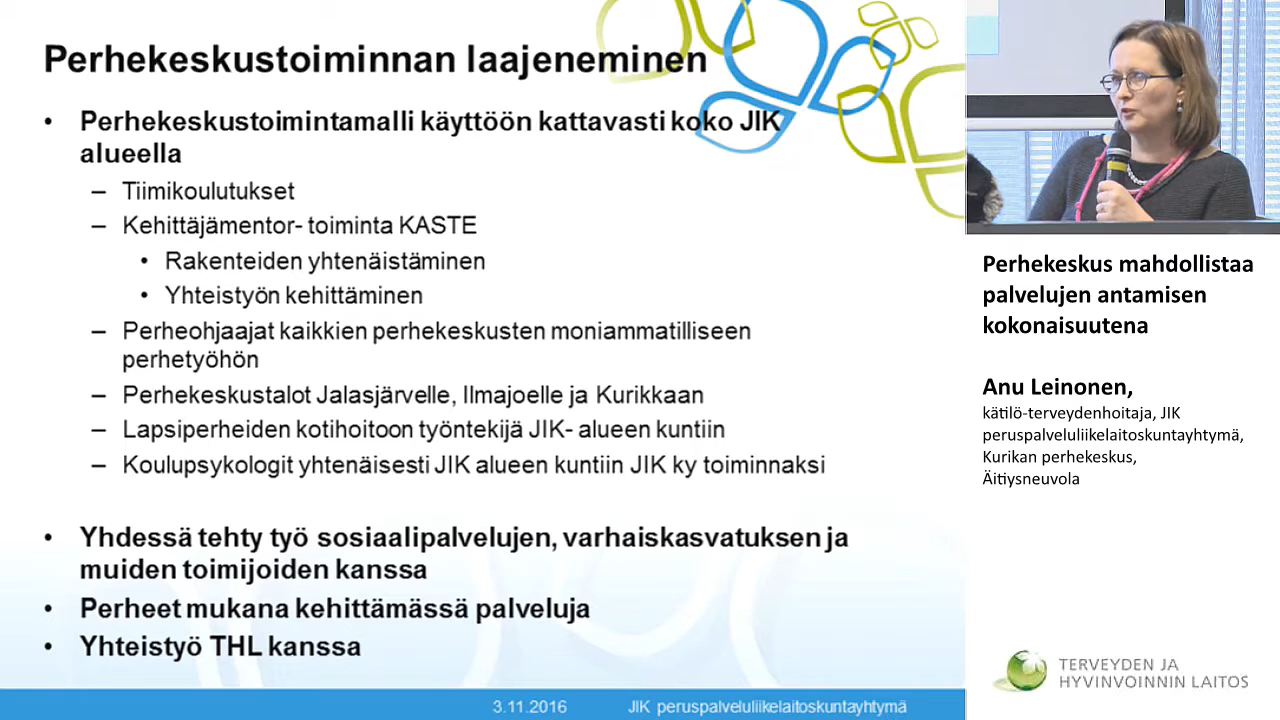 Perhekeskustoiminnan laajeneminen
• Perhekeskustoimintamalli käyttöön kattavasti koko JIK
alueella
– Tiimikoulutukset
– Kehittäjämentor- toiminta KASTE
• Rakenteiden yhtenäistäminen
• Yhteistyön kehittäminen
– Perheohjaajat kaikkien perhekeskusten moniammatilliseen
perhetyöhön
– Perhekeskustalot Jalasjärvelle, Ilmajoelle ja Kurikkaan
– Lapsiperheiden kotihoitoon työntekijä JIK- alueen kuntiin
– Koulupsykologit yhtenäisesti JIK alueen kuntiin JIK ky toiminnaksi
• Yhdessä tehty työ sosiaalipalvelujen, varhaiskasvatuksen ja
muiden toimijoiden kanssa
• Perheet mukana kehittämässä palveluja
• Yhteistyö THL kanssa
3.11.2016 JIK peruspalveluliikelaitoskuntayhtymä
Perhekeskus mahdollistaa
palvelujen antamisen
kokonaisuutena
Anu Leinonen,
kätilö-terveydenhoitaja, JIK
peruspalveluliikelaitoskuntayhtymä,
Kurikan perhekeskus,
Äitiysneuvola
TERVEYDEN JA
HYVINVOINNIN LAITOS